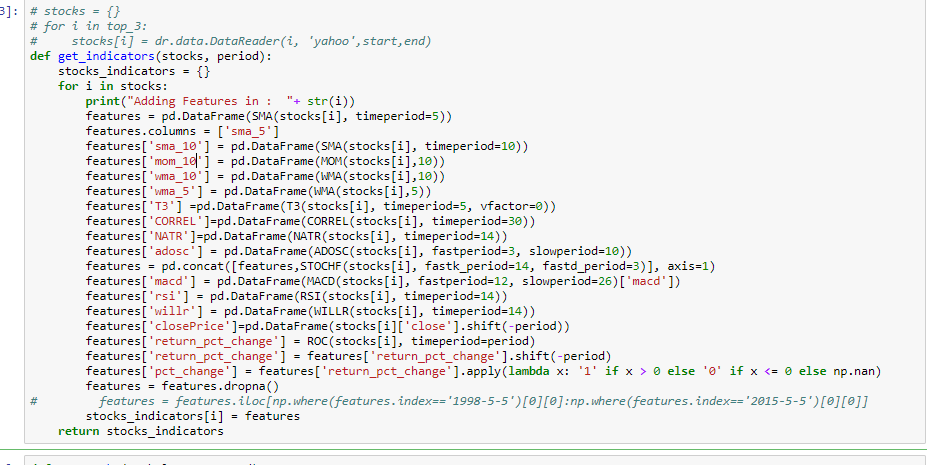 3]: # stocks = {}
# for i in top_3:
#     stocks[i] = dr.data.DataReader(i, 'yahoo',start,end)
def get_indicators(stocks, period):
    stocks_indicators = {}
    for i in stocks:
        print("Adding Features in :  "+ str(i))
        features = pd.DataFrame(SMA(stocks[i], timeperiod=5))
        features.columns = ['sma_5']
        features['sma_10'] = pd.DataFrame(SMA(stocks[i], timeperiod=10))
        features['mom_10'] = pd.DataFrame(MOM(stocks[i],10))
        features['wma_10'] = pd.DataFrame(WMA(stocks[i],10))
        features['wma_5'] = pd.DataFrame(WMA(stocks[i],5))
        features['T3'] =pd.DataFrame(T3(stocks[i], timeperiod=5, vfactor=0))
        features['CORREL']=pd.DataFrame(CORREL(stocks[i], timeperiod=30))
        features['NATR']=pd.DataFrame(NATR(stocks[i], timeperiod=14))
        features['adosc'] = pd.DataFrame(ADOSC(stocks[i], fastperiod=3, slowperiod=10))
        features = pd.concat([features,STOCHF(stocks[i], fastk_period=14, fastd_period=3)], axis=1)
        features['macd'] = pd.DataFrame(MACD(stocks[i], fastperiod=12, slowperiod=26)['macd'])
        features['rsi'] = pd.DataFrame(RSI(stocks[i], timeperiod=14))
        features['willr'] = pd.DataFrame(WILLR(stocks[i], timeperiod=14))
        features['closePrice']=pd.DataFrame(stocks[i]['close'].shift(-period))
        features['return_pct_change'] = ROC(stocks[i], timeperiod=period)
        features['return_pct_change'] = features['return_pct_change'].shift(-period)
        features['pct_change'] = features['return_pct_change'].apply(lambda x: '1' if x > 0 else '0' if x <= 0 else np.nan)
        features = features.dropna()
#         features = features.iloc[np.where(features.index=='1998-5-5')[0][0]:np.where(features.index=='2015-5-5')[0][0]]
        stocks_indicators[i] = features
    return stocks_indicators